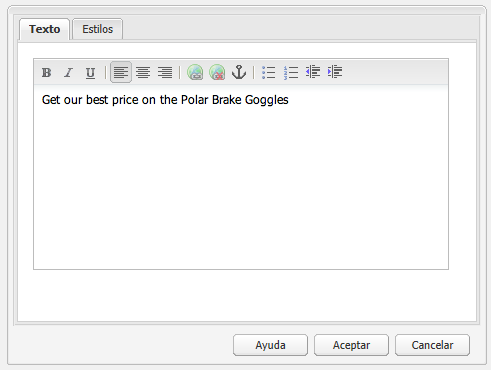 Texto Estilos
B I U
Get our best price on the Polar Brake Goggles
Ayuda Aceptar Cancelar